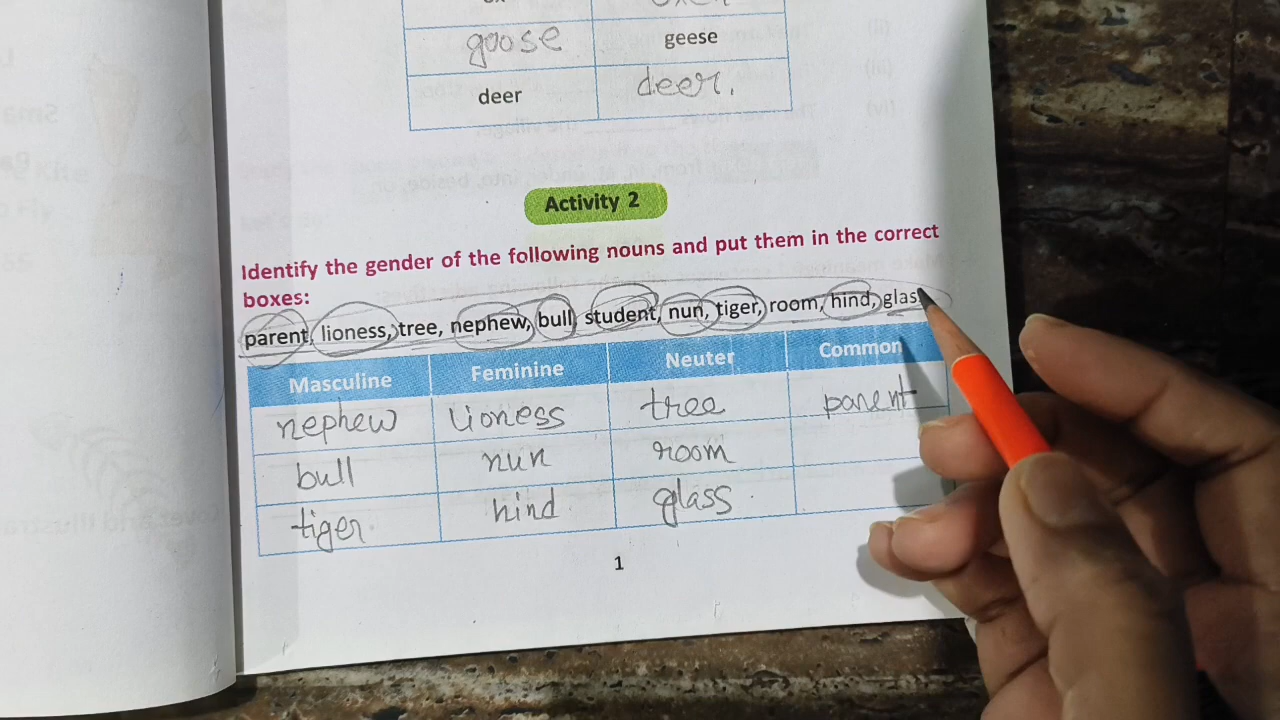 goose geese
deer deer.
Activity 2
Identify the gender of the following nouns and put them in the correct
boxes:
parent, lioness, tree, nephew, bull, student, nun, tiger, room, hind, glass
Masculine Feminine Neuter Common
nephew lioness tree parent
bull nun room
tiger. hind glass
1